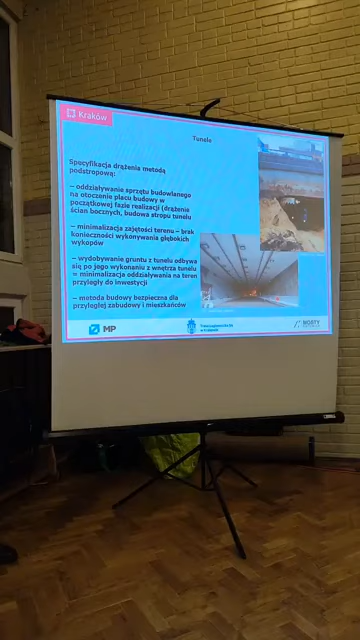 Kraków
Tunele
Specyfikacja drążenia metodą
podstropową:
– oddziaływanie sprzętu budowlanego
na otoczenie placu budowy w
początkowej fazie realizacji (drążenia
ścian bocznych, budowa stropu tunelu
– minimalizacja zajętości terenu – brak
konieczności wykonywania głębokich
wykopów
– wydobywanie gruntu z tunelu odbywa
się po jego wykonaniu z wnętrza tunelu
– minimalizacja oddziaływania na teren
przyległy do inwestycji
– metoda budowy bezpieczna dla
przyległej zabudowy i mieszkańców
MP
w Krakowie
MOSTY